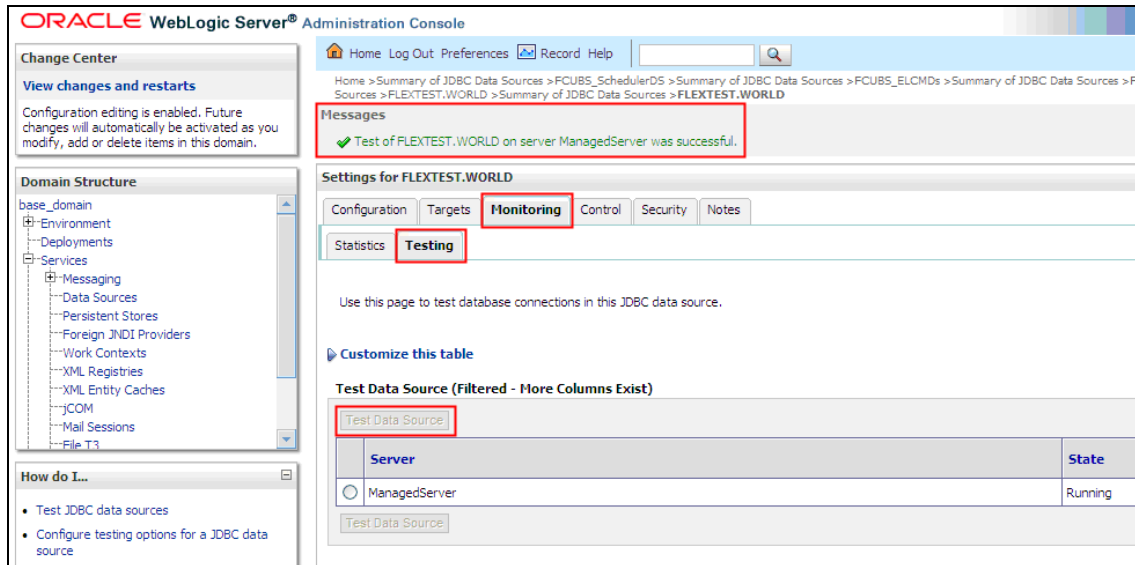 ORACLE WebLogic Server® Administration Console
Change Center
View changes and restarts
Configuration editing is enabled. Future
changes will automatically be activated as you
modify, add or delete items in this domain.
Domain Structure
base_domain
Environment
Deployments
Services
Messaging
Data Sources
Persistent Stores
Foreign JNDI Providers
Work Contexts
XML Registries
XML Entity Caches
jCOM
Mail Sessions
File T3
How do I...
• Test JDBC data sources
• Configure testing options for a JDBC data
source
Home Log Out Preferences Record Help
Home >Summary of JDBC Data Sources >FCUBS_SchedulerDS >Summary of JDBC Data Sources >FCUBS_ELCMDs >Summary of JDBC Data Sources >F
Sources >FLEXTEST.WORLD >Summary of JDBC Data Sources >FLEXTEST.WORLD
Messages
Test of FLEXTEST.WORLD on server ManagedServer was successful.
Settings for FLEXTEST.WORLD
Configuration Targets Monitoring Control Security Notes
Statistics Testing
Use this page to test database connections in this JDBC data source.
Customize this table
Test Data Source (Filtered - More Columns Exist)
Test Data Source
Server State
ManagedServer Running
Test Data Source